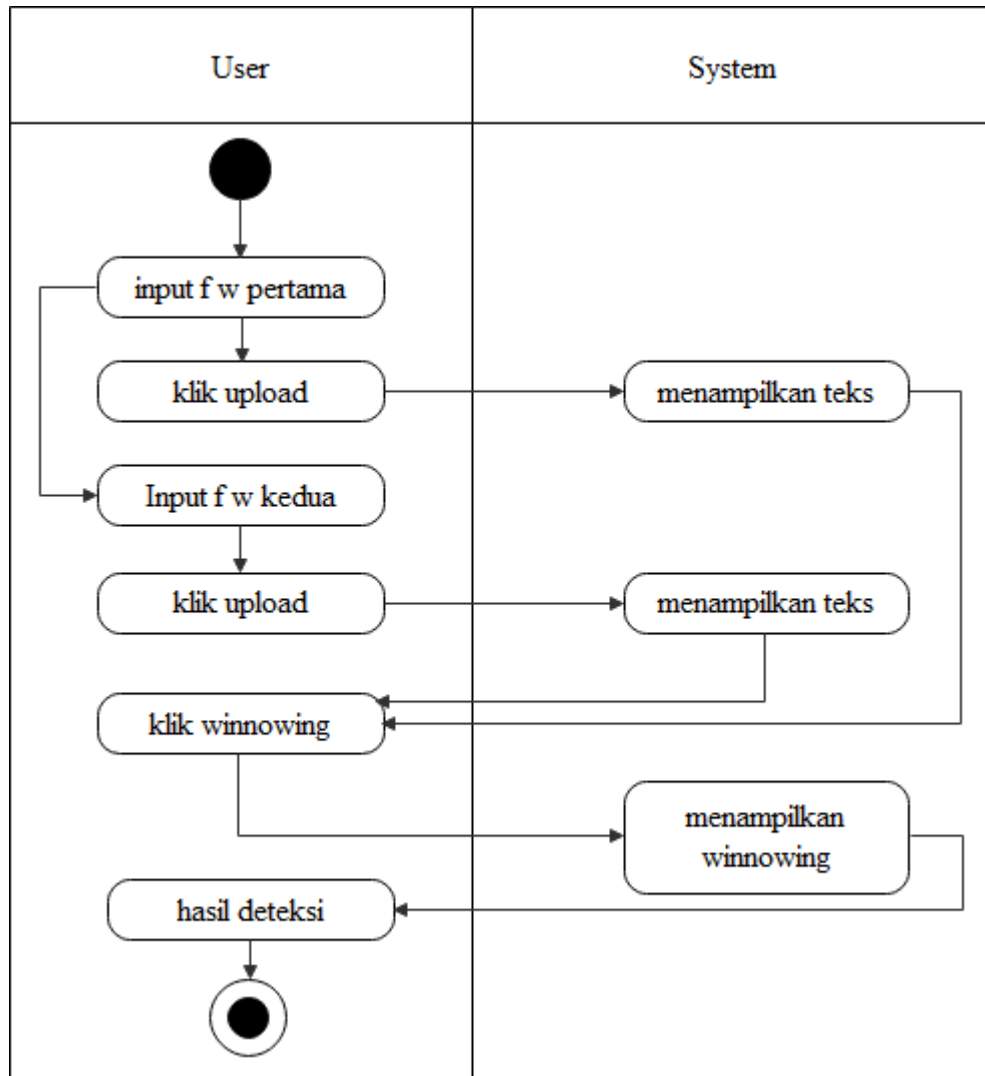 User
System
input f w pertama
klik upload
menampilkan teks
Input f w kedua
klik upload
menampilkan teks
klik winnowing
menampilkan
winnowing
hasil deteksi